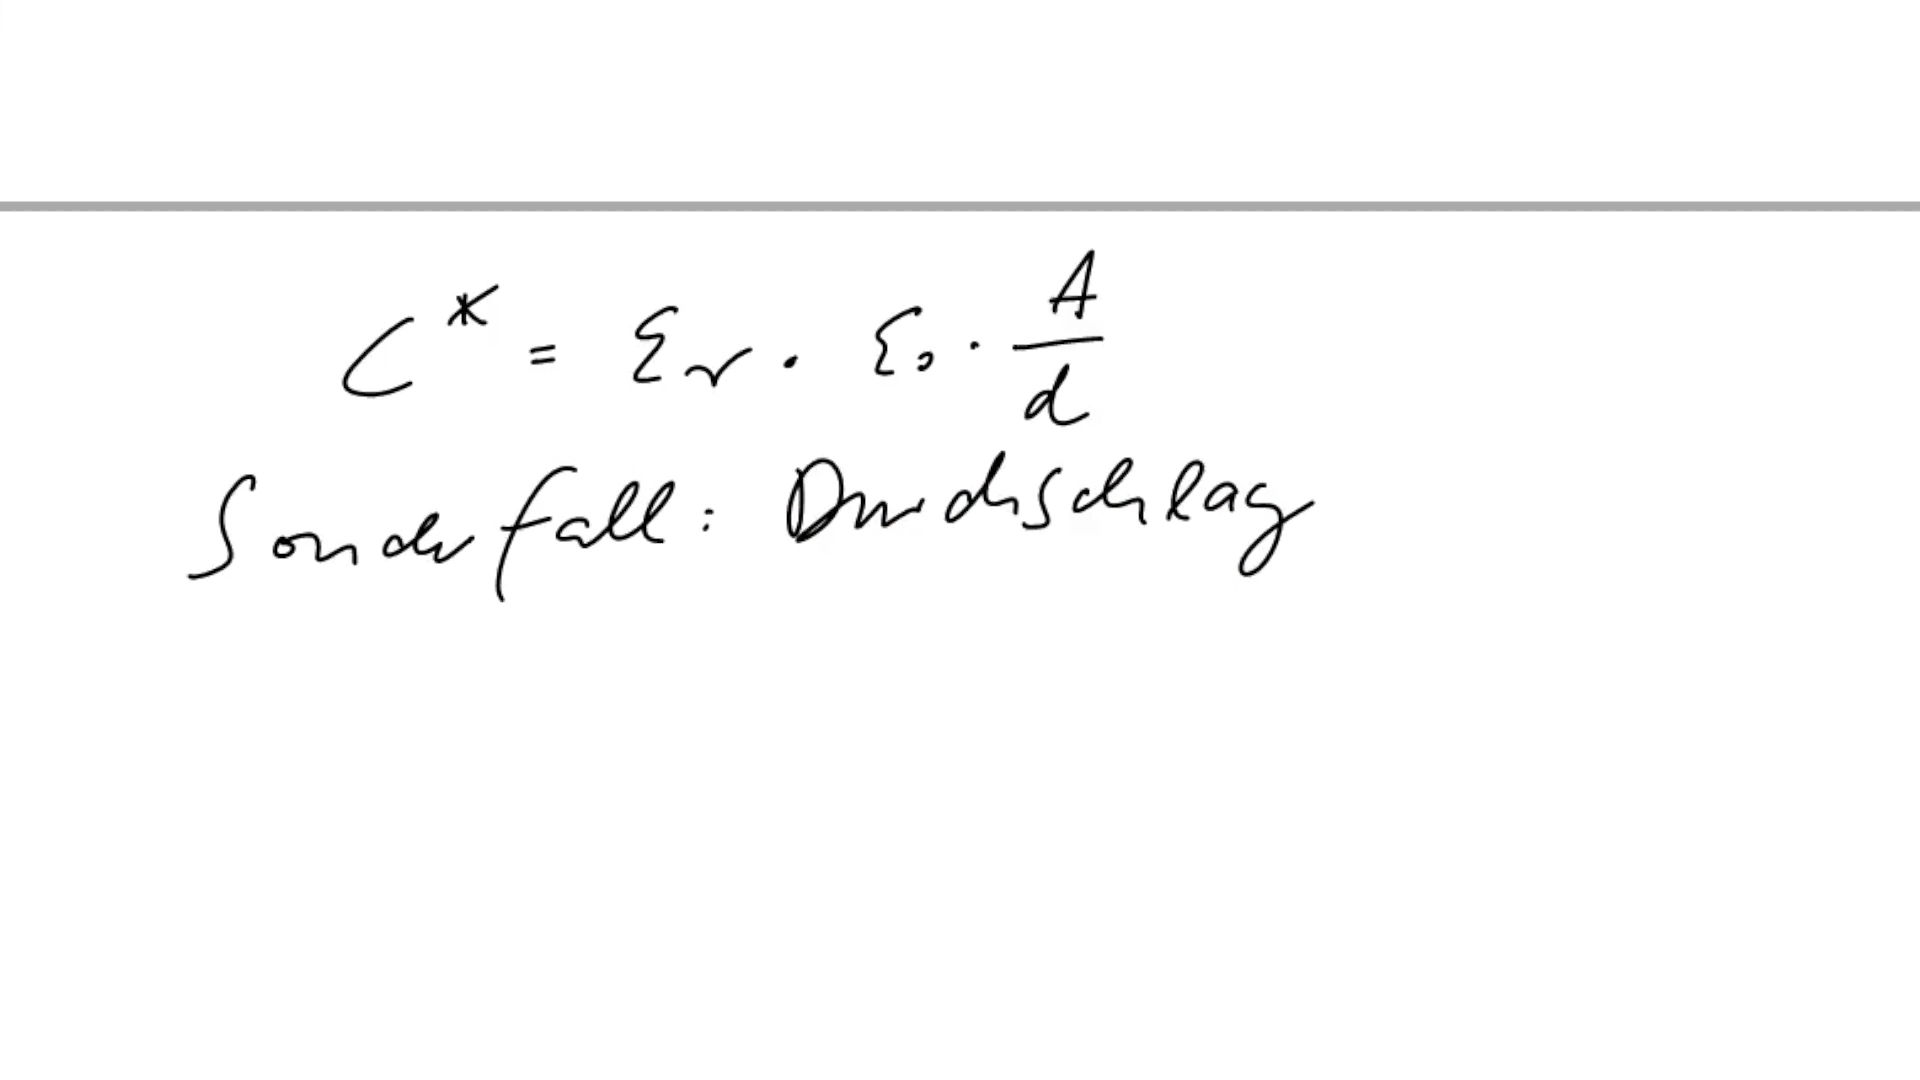 C* = εr · ε0 · A/d
Sonderfall: Durchschlag